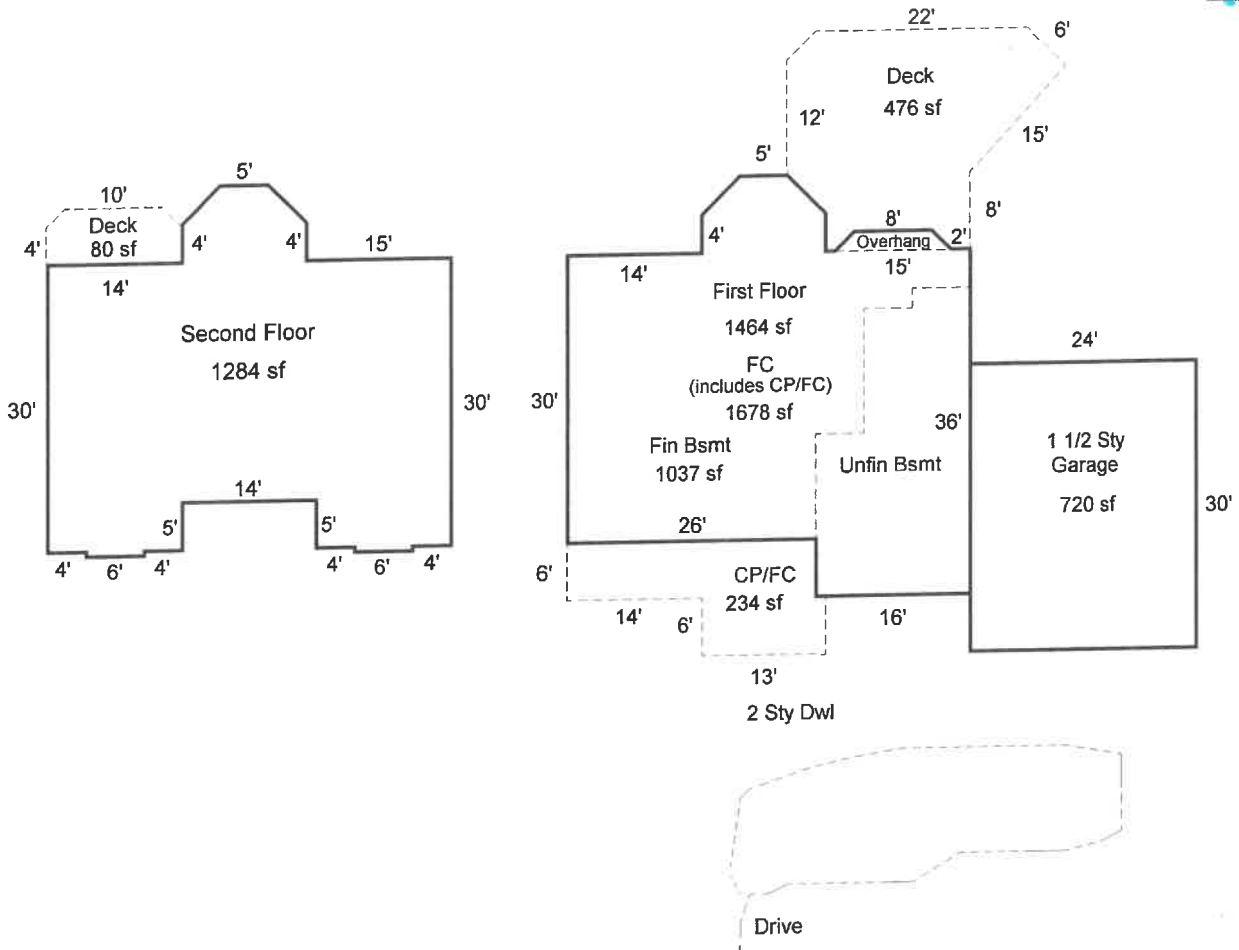 22'
6'
Deck
476 sf
12'
15'
5'
5'
10'
Deck
80 sf
4'
4'
4'
15'
14'
8'
8'
Overhang
2'
14'
15'
Second Floor
1284 sf
First Floor
1464 sf
FC
(includes CP/FC)
1678 sf
24'
30'
30'
30'
36'
Fin Bsmt
1037 sf
Unfin Bsmt
1 1/2 Sty
Garage
720 sf
30'
14'
5'
5'
4'
6'
4'
4'
6'
4'
26'
6'
CP/FC
234 sf
14'
6'
16'
13'
2 Sty Dwl
Drive